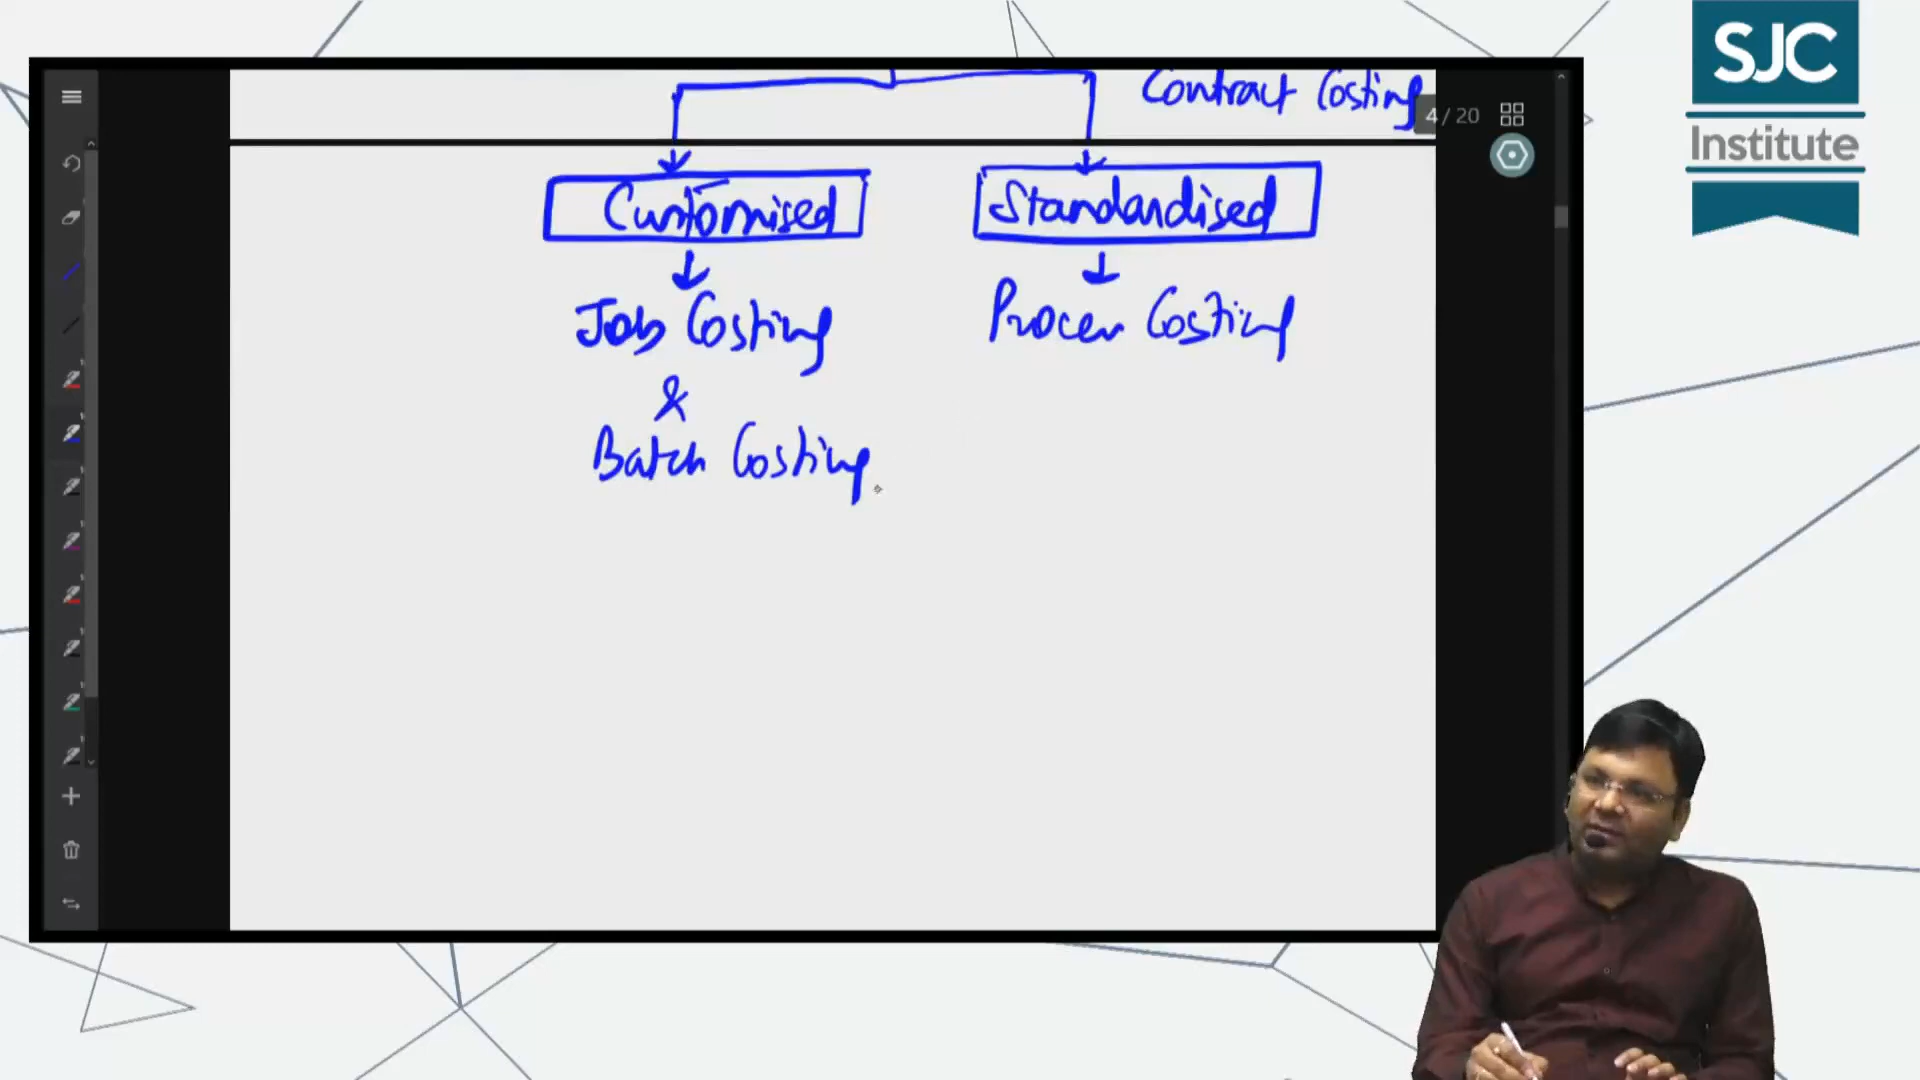 Contract Costing
4 / 20
Customised
Standardised
Job Costing
Process Costing
&
Batch Costing
SJC
Institute